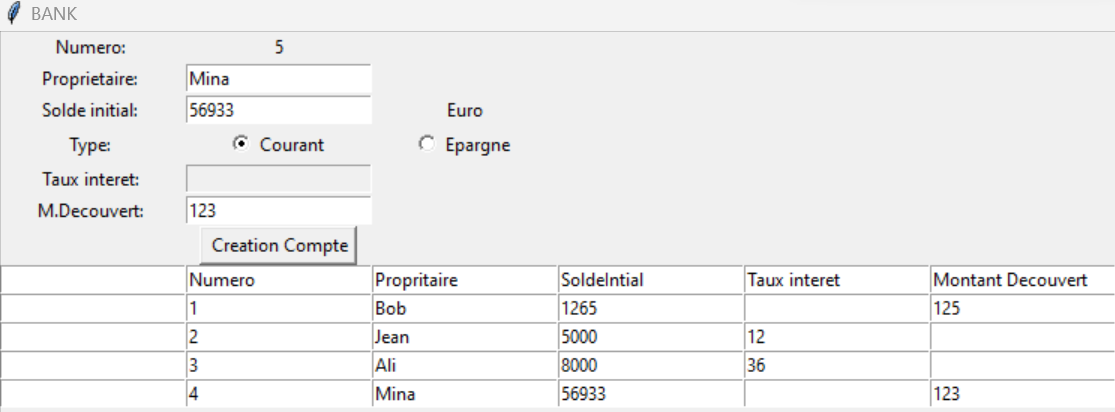 BANK
Numero: 5
Proprietaire: Mina
Solde initial: 56933 Euro
Type: Courant Epargne
Taux interet:
M.Decouvert: 123
Creation Compte
Numero Propritaire SoldeIntial Taux interet Montant Decouvert
1 Bob 1265 125
2 Jean 5000 12
3 Ali 8000 36
4 Mina 56933 123